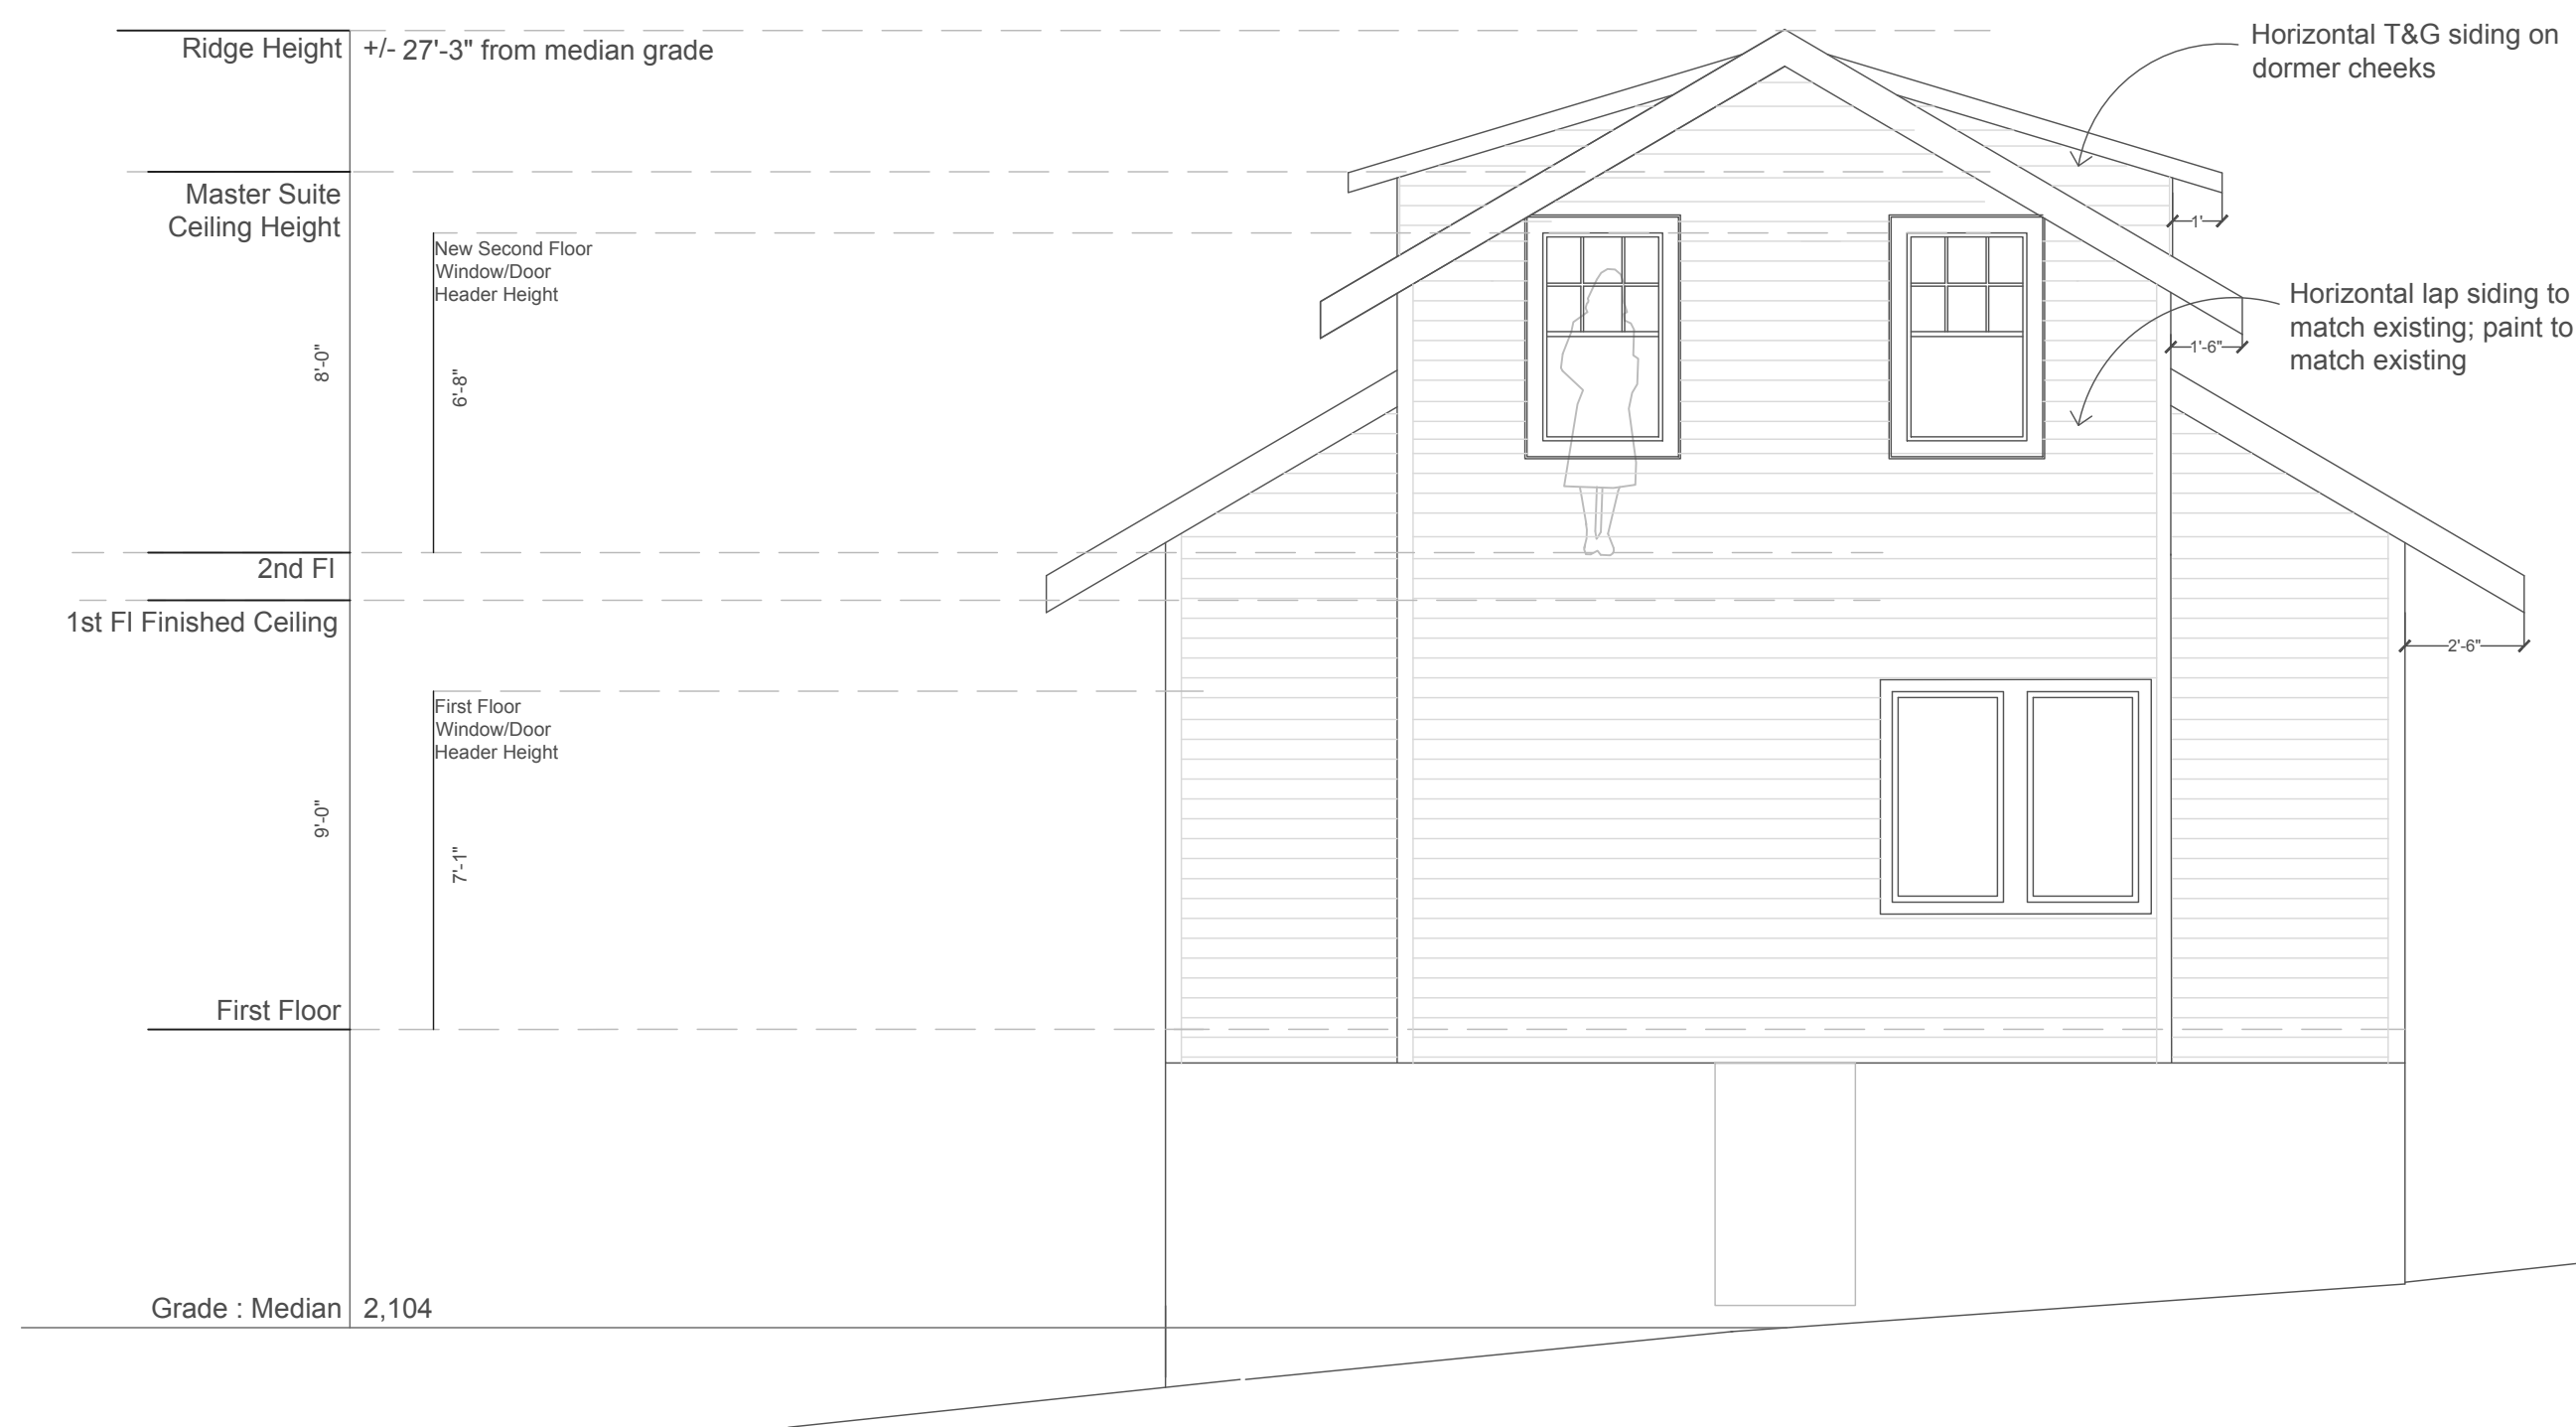 Ridge Height
+/- 27'-3" from median grade
Horizontal T&G siding on
dormer cheeks
Master Suite
Ceiling Height
1'
New Second Floor
Window/Door
Header Height
Horizontal lap siding to
match existing; paint to
match existing
1'-6"
8'-0"
6'-8"
2nd Fl
1st Fl Finished Ceiling
2'-6"
First Floor
Window/Door
Header Height
9'-0"
7'-1"
First Floor
Grade : Median
2,104